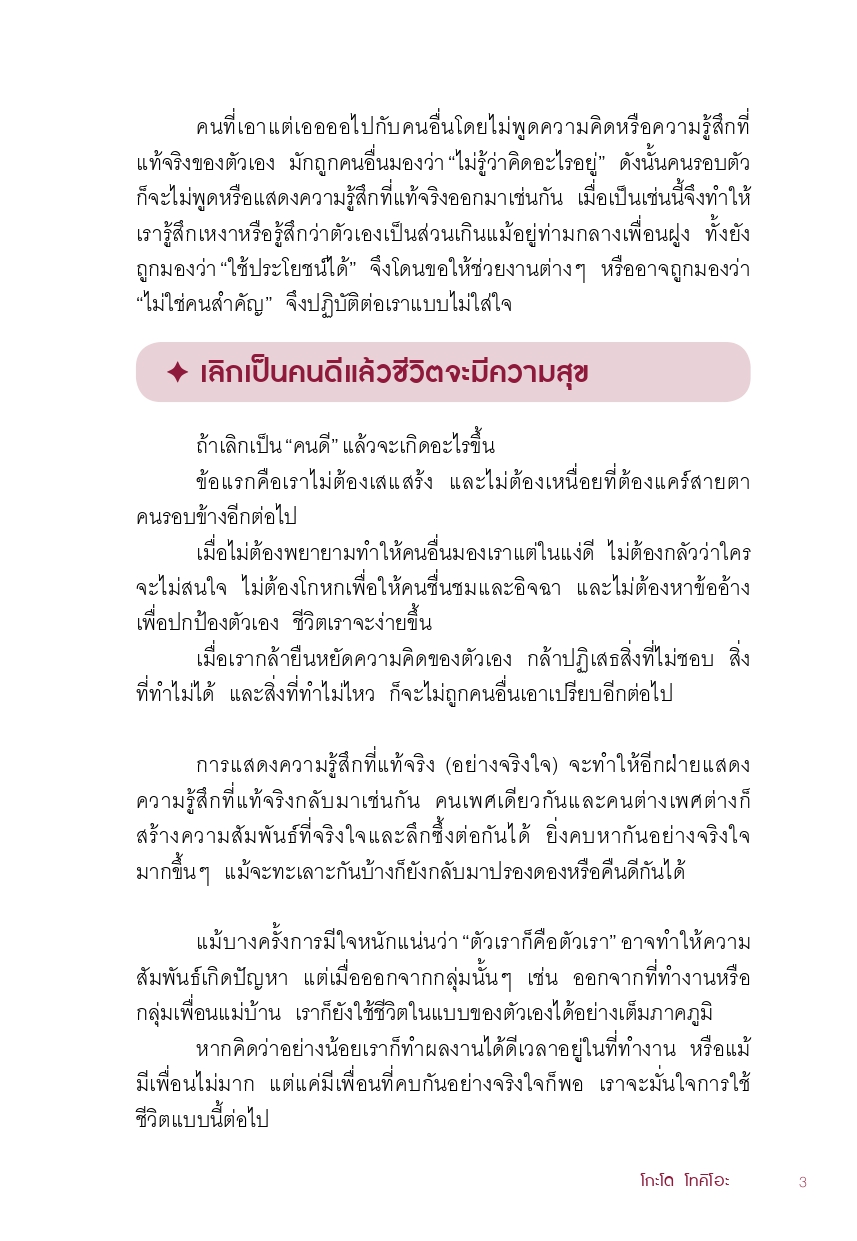 คนที่เอาแต่เออออไปกับคนอื่นโดยไม่พูดความคิดหรือความรู้สึกที่
แท้จริงของตัวเอง มักถูกคนอื่นมองว่า “ไม่รู้ว่าคิดอะไรอยู่” ดังนั้นคนรอบตัว
ก็จะไม่พูดหรือแสดงความรู้สึกที่แท้จริงออกมาเช่นกัน เมื่อเป็นเช่นนี้จึงทำให้
เรารู้สึกเหงาหรือรู้สึกว่าตัวเองเป็นส่วนเกินแม้อยู่ท่ามกลางเพื่อนฝูง ทั้งยัง
ถูกมองว่า “ใช้ประโยชน์ได้” จึงโดนขอให้ช่วยงานต่างๆ หรืออาจถูกมองว่า
“ไม่ใช่คนสำคัญ” จึงปฏิบัติต่อเราแบบไม่ใส่ใจ
✦ เลิกเป็นคนดีแล้วชีวิตจะมีความสุข
ถ้าเลิกเป็น “คนดี” แล้วจะเกิดอะไรขึ้น
ข้อแรกคือเราไม่ต้องเสแสร้ง และไม่ต้องเหนื่อยที่ต้องแคร์สายตา
คนรอบข้างอีกต่อไป
เมื่อไม่ต้องพยายามทำให้คนอื่นมองเราแต่ในแง่ดี ไม่ต้องกลัวว่าใคร
จะไม่สนใจ ไม่ต้องโกหกเพื่อให้คนชื่นชมและอิจฉา และไม่ต้องหาข้ออ้าง
เพื่อปกป้องตัวเอง ชีวิตเราจะง่ายขึ้น
เมื่อเรากล้ายืนหยัดความคิดของตัวเอง กล้าปฏิเสธสิ่งที่ไม่ชอบ สิ่ง
ที่ทำไม่ได้ และสิ่งที่ทำไม่ไหว ก็จะไม่ถูกคนอื่นเอาเปรียบอีกต่อไป
การแสดงความรู้สึกที่แท้จริง (อย่างจริงใจ) จะทำให้อีกฝ่ายแสดง
ความรู้สึกที่แท้จริงกลับมาเช่นกัน คนเพศเดียวกันและคนต่างเพศต่างก็
สร้างความสัมพันธ์ที่จริงใจและลึกซึ้งต่อกันได้ ยิ่งคบหากันอย่างจริงใจ
มากขึ้นๆ แม้จะทะเลาะกันบ้างก็ยังกลับมาปรองดองหรือคืนดีกันได้
แม้บางครั้งการมีใจหนักแน่นว่า “ตัวเราก็คือตัวเรา” อาจทำให้ความ
สัมพันธ์เกิดปัญหา แต่เมื่อออกจากกลุ่มนั้นๆ เช่น ออกจากที่ทำงานหรือ
กลุ่มเพื่อนแม่บ้าน เราก็ยังใช้ชีวิตในแบบของตัวเองได้อย่างเต็มภาคภูมิ
หากคิดว่าอย่างน้อยเราก็ทำผลงานได้ดีเวลาอยู่ในที่ทำงาน หรือแม้
มีเพื่อนไม่มาก แต่แค่มีเพื่อนที่คบกันอย่างจริงใจก็พอ เราจะมั่นใจการใช้
ชีวิตแบบนี้ต่อไป
โกะโต โทคิโอะ 3